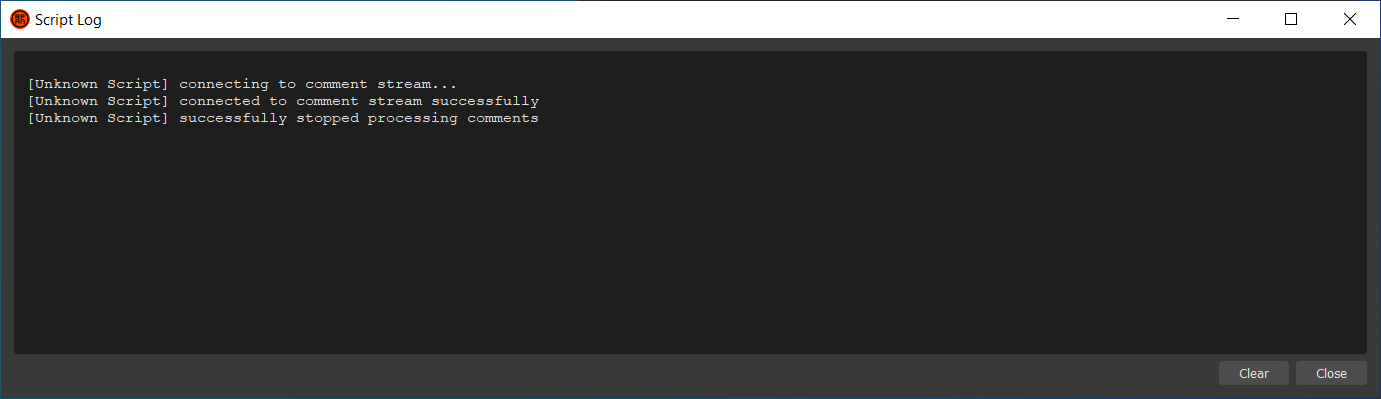 Script Log
[Unknown Script] connecting to comment stream...
[Unknown Script] connected to comment stream successfully
[Unknown Script] successfully stopped processing comments
Clear
Close